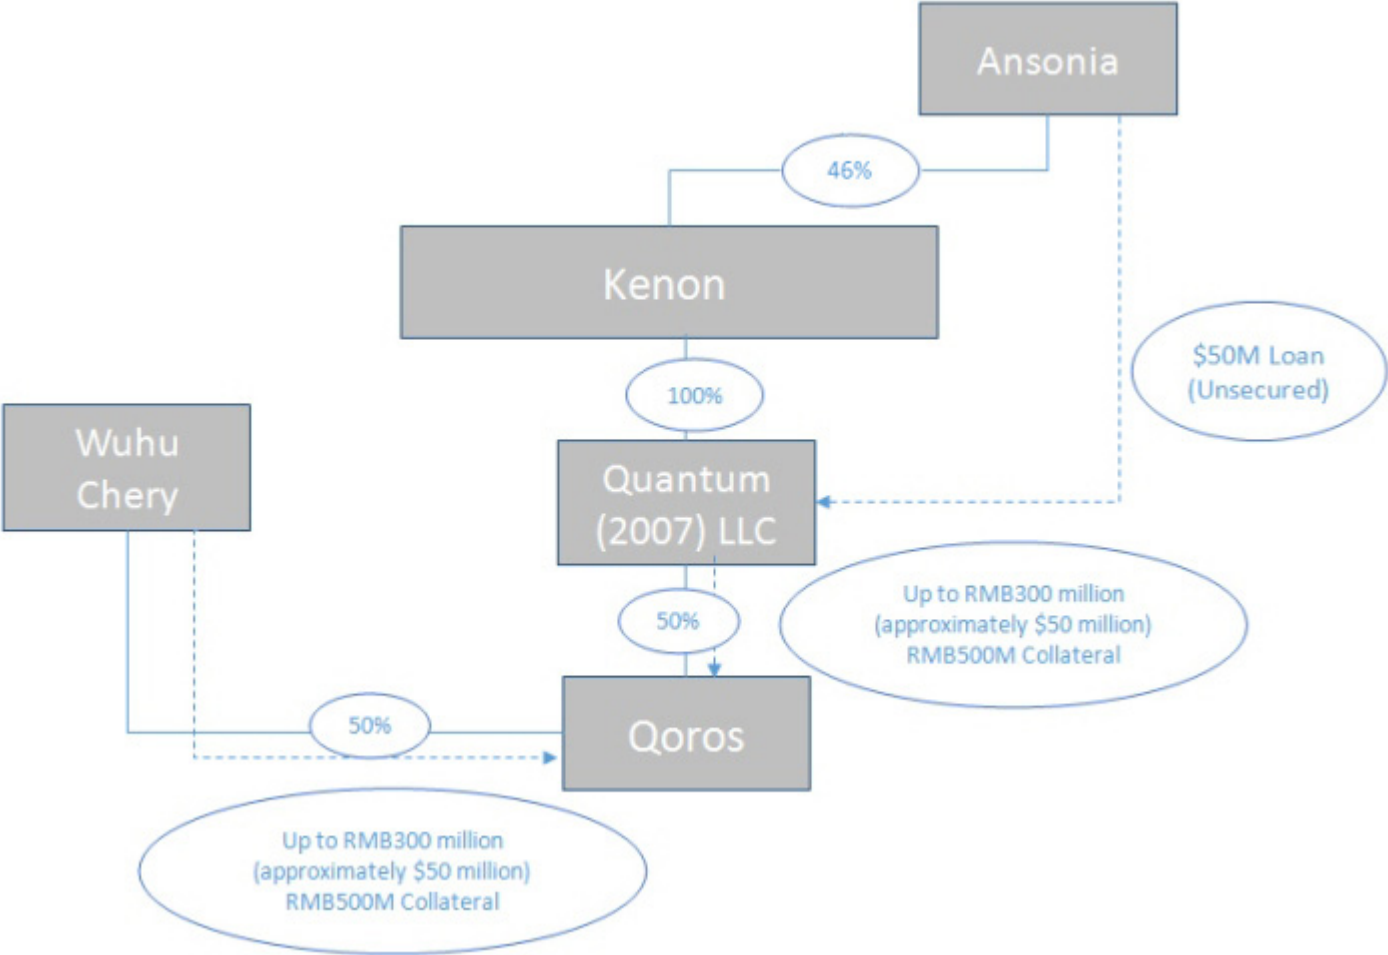 Ansonia
46%
Kenon
$50M Loan
(Unsecured)
100%
Wuhu
Chery
Quantum
(2007) LLC
Up to RMB300 million
(approximately $50 million)
RMB500M Collateral
50%
50%
Qoros
Up to RMB300 million
(approximately $50 million)
RMB500M Collateral